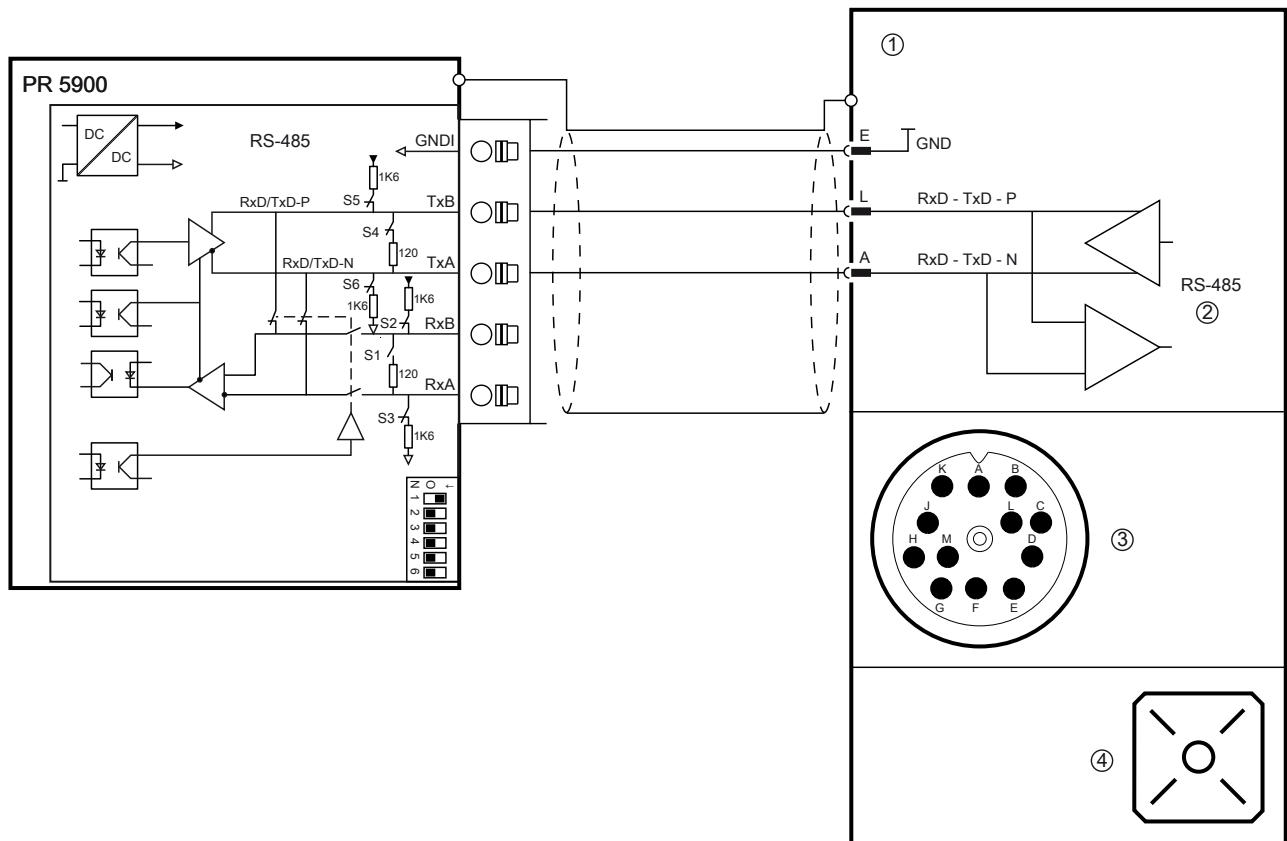 PR 5900
DC
DC
RS-485
GNDI
1K6
S5
RxD/TxD-P
TxB
S4
120
RxD/TxD-N
TxA
S6
1K6
1K6
S2
RxB
S1
120
RxA
S3
1K6
N O ←
1
2
3
4
5
6
①
E
GND
L
RxD - TxD - P
A
RxD - TxD - N
RS-485
②
K A B
J L C
H M D
G F E
③
④